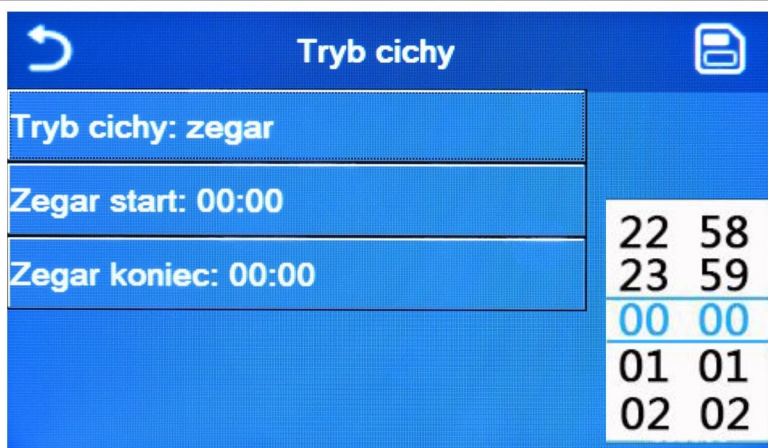 Tryb cichy
Tryb cichy: zegar
Zegar start: 00:00
Zegar koniec: 00:00
22 58
23 59
00 00
01 01
02 02